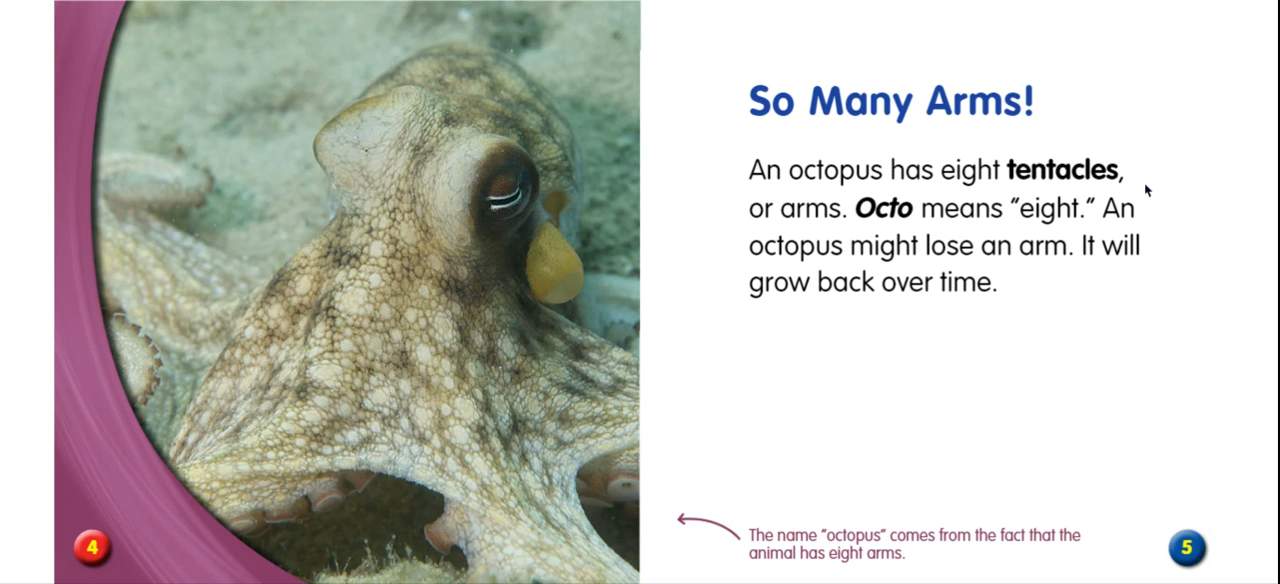 4
So Many Arms!
An octopus has eight tentacles,
or arms. Octo means “eight.” An
octopus might lose an arm. It will
grow back over time.
The name “octopus” comes from the fact that the
animal has eight arms.
5